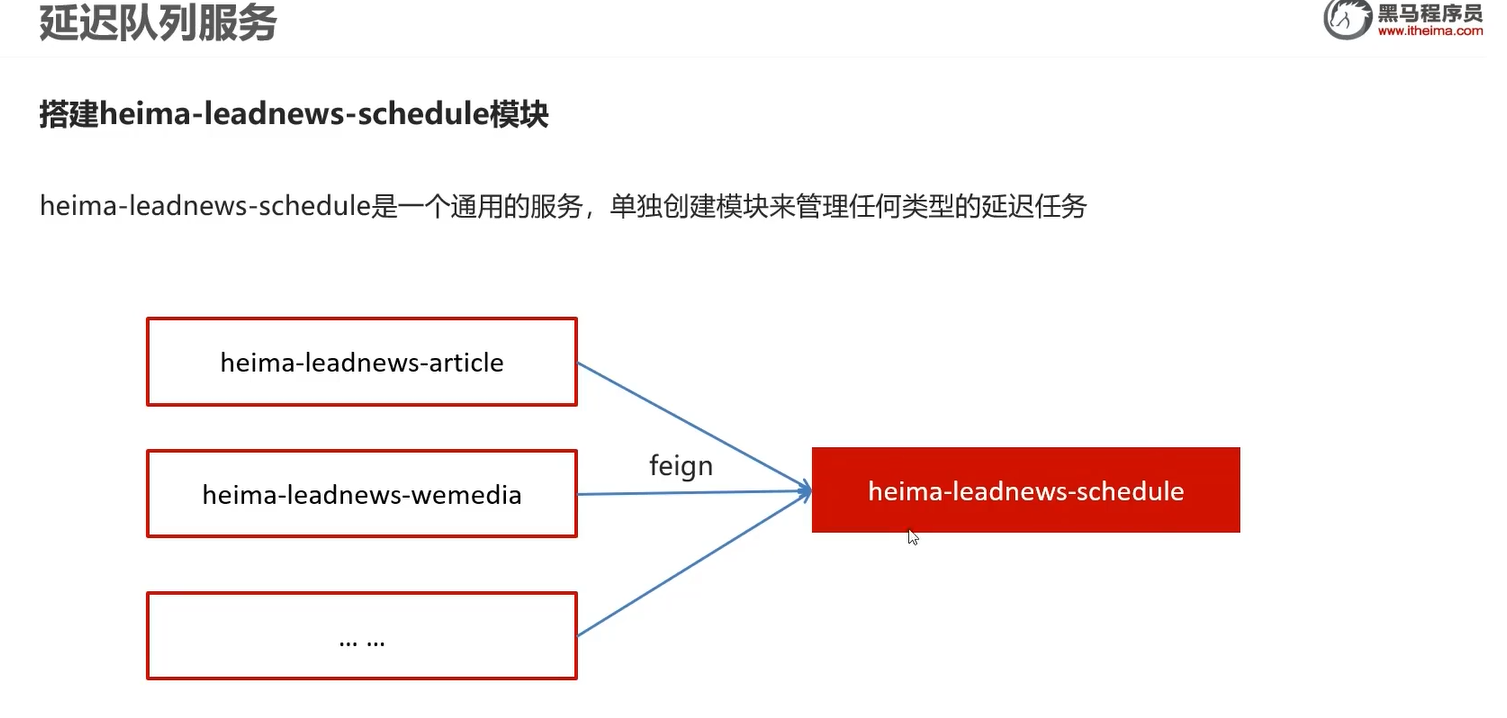 延迟队列服务
黑马程序员
www.itheima.com
搭建heima-leadnews-schedule模块
heima-leadnews-schedule是一个通用的服务，单独创建模块来管理任何类型的延迟任务
heima-leadnews-article
feign
heima-leadnews-wemedia
heima-leadnews-schedule
... ...